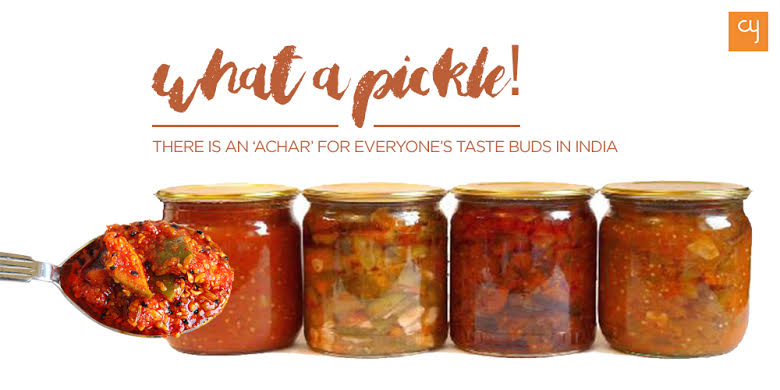 cy
what a pickle!
THERE IS AN ‘ACHAR’ FOR EVERYONE’S TASTE BUDS IN INDIA